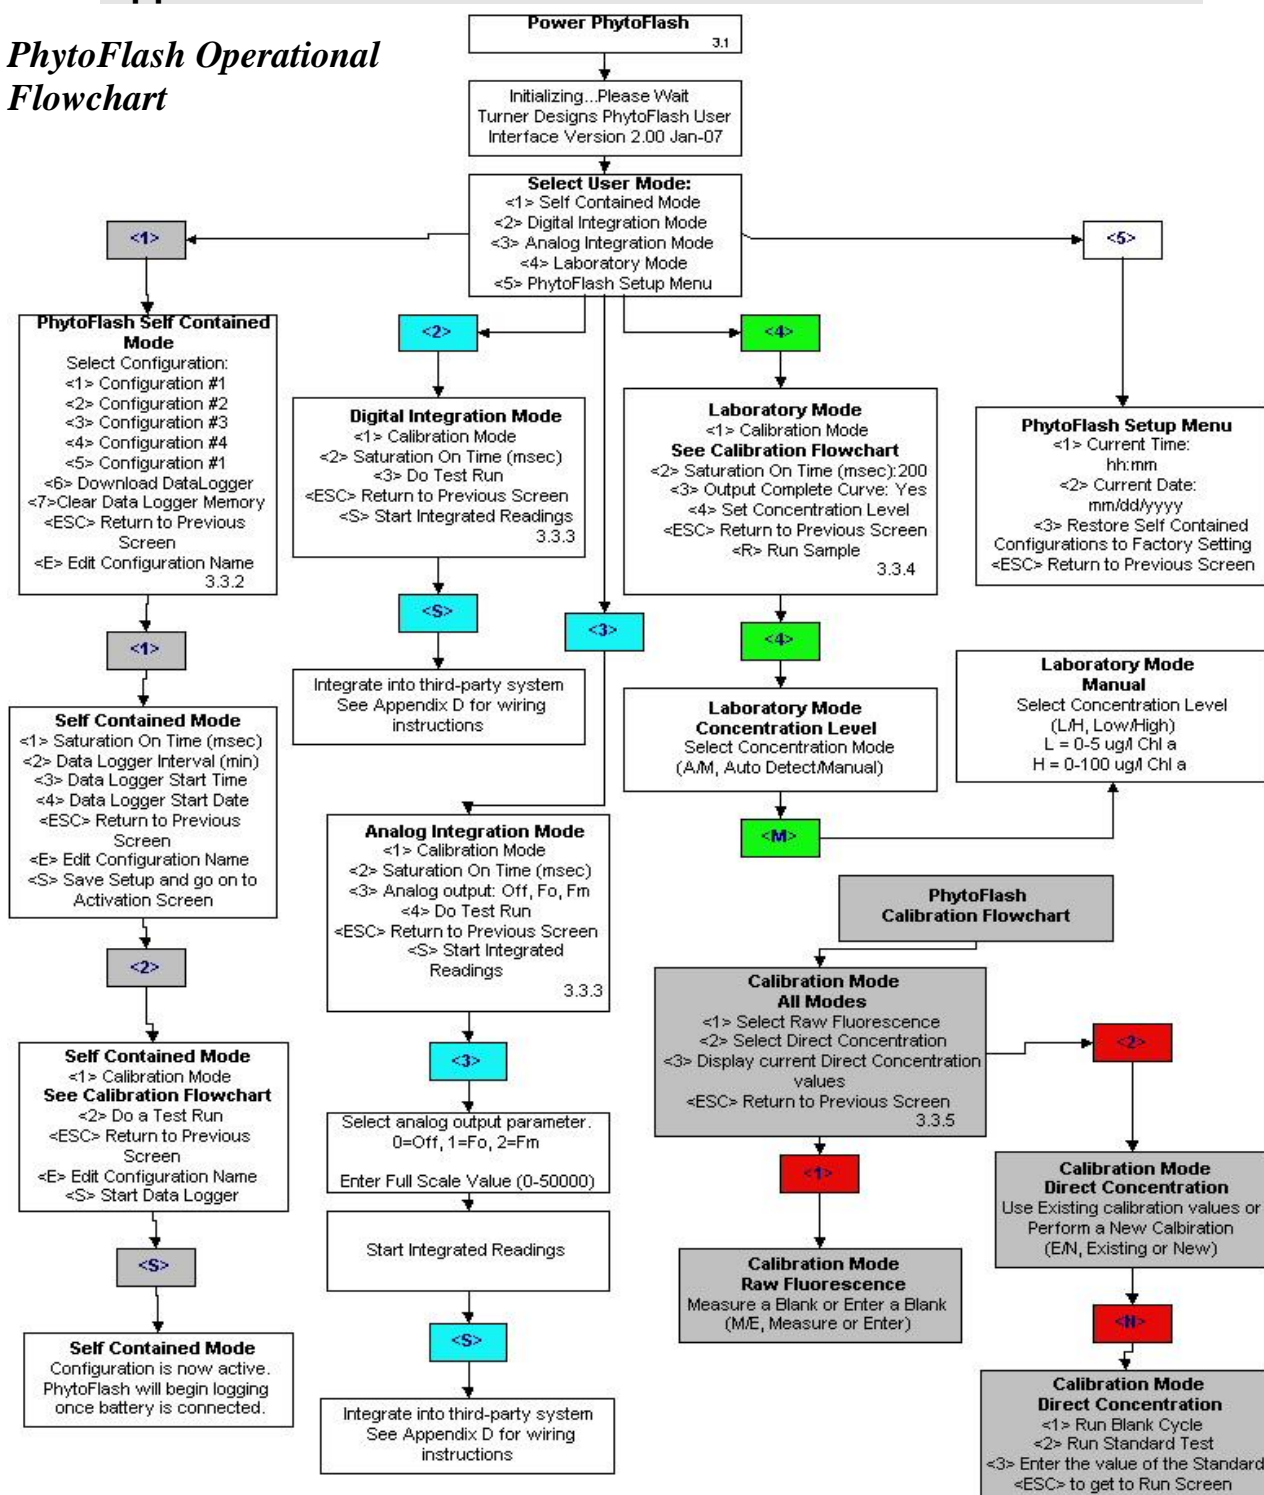 PhytoFlash Operational
Flowchart
Power PhytoFlash
3.1
Initializing...Please Wait
Turner Designs PhytoFlash User
Interface Version 2.00 Jan-07
Select User Mode:
<1> Self Contained Mode
<2> Digital Integration Mode
<3> Analog Integration Mode
<4> Laboratory Mode
<5> PhytoFlash Setup Menu
<1>
PhytoFlash Self Contained
Mode
Select Configuration:
<1> Configuration #1
<2> Configuration #2
<3> Configuration #3
<4> Configuration #4
<5> Configuration #1
<6> Download DataLogger
<7>Clear Data Logger Memory
<ESC> Return to Previous
Screen
<E> Edit Configuration Name
3.3.2
<1>
Self Contained Mode
<1> Saturation On Time (msec)
<2> Data Logger Interval (min)
<3> Data Logger Start Time
<4> Data Logger Start Date
<ESC> Return to Previous
Screen
<E> Edit Configuration Name
<S> Save Setup and go on to
Activation Screen
<2>
Self Contained Mode
<1> Calibration Mode
See Calibration Flowchart
<2> Do a Test Run
<ESC> Return to Previous
Screen
<E> Edit Configuration Name
<S> Start Data Logger
<S>
Self Contained Mode
Configuration is now active.
PhytoFlash will begin logging
once battery is connected.
<2>
Digital Integration Mode
<1> Calibration Mode
<2> Saturation On Time (msec)
<3> Do Test Run
<ESC> Return to Previous Screen
<S> Start Integrated Readings
3.3.3
<S>
Integrate into third-party system
See Appendix D for wiring
instructions
<3>
Analog Integration Mode
<1> Calibration Mode
<2> Saturation On Time (msec)
<3> Analog output: Off, Fo, Fm
<4> Do Test Run
<ESC> Return to Previous Screen
<S> Start Integrated
Readings
3.3.3
<3>
Select analog output parameter.
0=Off, 1=Fo, 2=Fm
Enter Full Scale Value (0-50000)
Start Integrated Readings
<S>
Integrate into third-party system
See Appendix D for wiring
instructions
<4>
Laboratory Mode
<1> Calibration Mode
See Calibration Flowchart
<2> Saturation On Time (msec):200
<3> Output Complete Curve: Yes
<4> Set Concentration Level
<ESC> Return to Previous Screen
<R> Run Sample
3.3.4
<4>
Laboratory Mode
Concentration Level
Select Concentration Mode
(A/M, Auto Detect/Manual)
<M>
Laboratory Mode
Manual
Select Concentration Level
(L/H, Low/High)
L = 0-5 ug/l Chl a
H = 0-100 ug/l Chl a
<5>
PhytoFlash Setup Menu
<1> Current Time:
hh:mm
<2> Current Date:
mm/dd/yyyy
<3> Restore Self Contained
Configurations to Factory Setting
<ESC> Return to Previous Screen
PhytoFlash
Calibration Flowchart
Calibration Mode
All Modes
<1> Select Raw Fluorescence
<2> Select Direct Concentration
<3> Display current Direct Concentration
values
<ESC> Return to Previous Screen
3.3.5
<1>
Calibration Mode
Raw Fluorescence
Measure a Blank or Enter a Blank
(M/E, Measure or Enter)
<2>
Calibration Mode
Direct Concentration
Use Existing calibration values or
Perform a New Calbiration
(E/N, Existing or New)
<N>
Calibration Mode
Direct Concentration
<1> Run Blank Cycle
<2> Run Standard Test
<3> Enter the value of the Standard
<ESC> to get to Run Screen